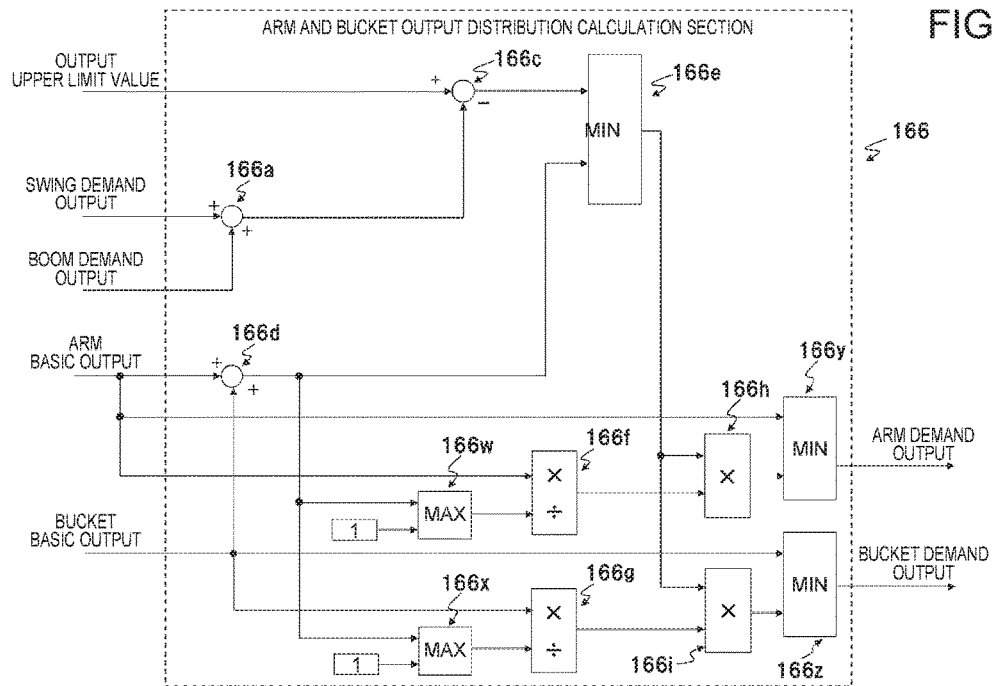 ARM AND BUCKET OUTPUT DISTRIBUTION CALCULATION SECTION
FIG
OUTPUT
UPPER LIMIT VALUE
+
166c
−
166e
MIN
166
SWING DEMAND
OUTPUT
166a
+
+
BOOM DEMAND
OUTPUT
ARM
BASIC OUTPUT
+
166d
+
166y
166h
166w
166f
MIN
ARM DEMAND
OUTPUT
×
÷
×
MAX
1
BUCKET
BASIC OUTPUT
BUCKET DEMAND
OUTPUT
166x
166g
MIN
×
÷
×
MAX
1
166i
166z